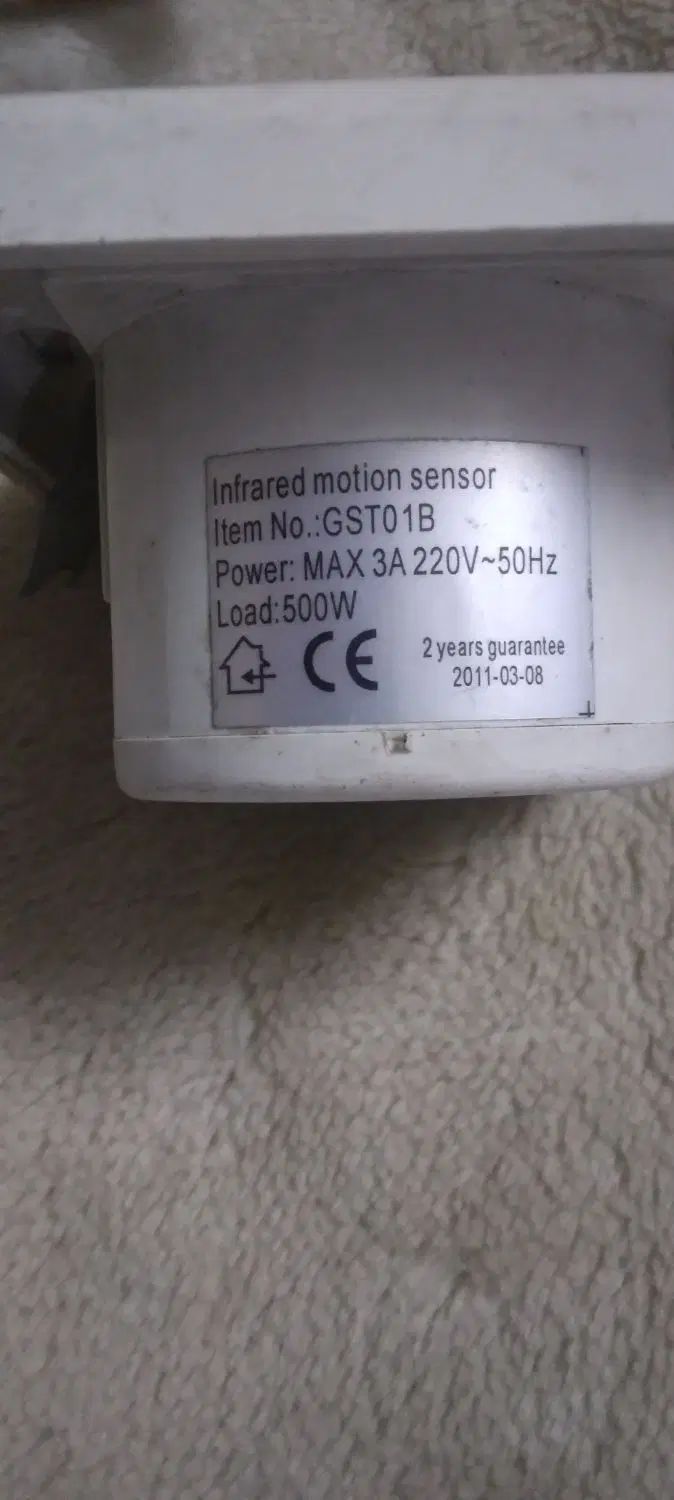 Infrared motion sensor
Item No.:GST01B
Power: MAX 3A 220V~50Hz
Load:500W
CE
2 years guarantee
2011-03-08